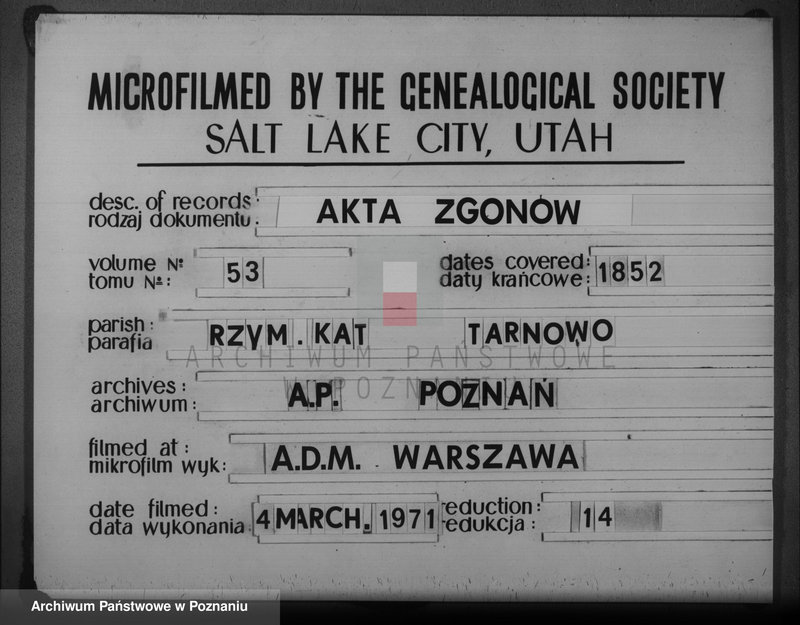 MICROFILMED BY THE GENEALOGICAL SOCIETY
SALT LAKE CITY, UTAH
desc. of records:
rodzaj dokumentu: AKTA ZGONÓW
volume №
tomu №: 53
dates covered:
daty krańcowe: 1852
parish:
parafia RZYM. KAT TARNOWO
ARCHIWUM PAŃSTWOWE
W POZNANIU
archives:
archiwum: A.P. POZNAŃ
filmed at:
mikrofilm wyk: A.D.M. WARSZAWA
date filmed:
data wykonania 4 MARCH. 1971
reduction:
redukcja: 14
Archiwum Państwowe w Poznaniu